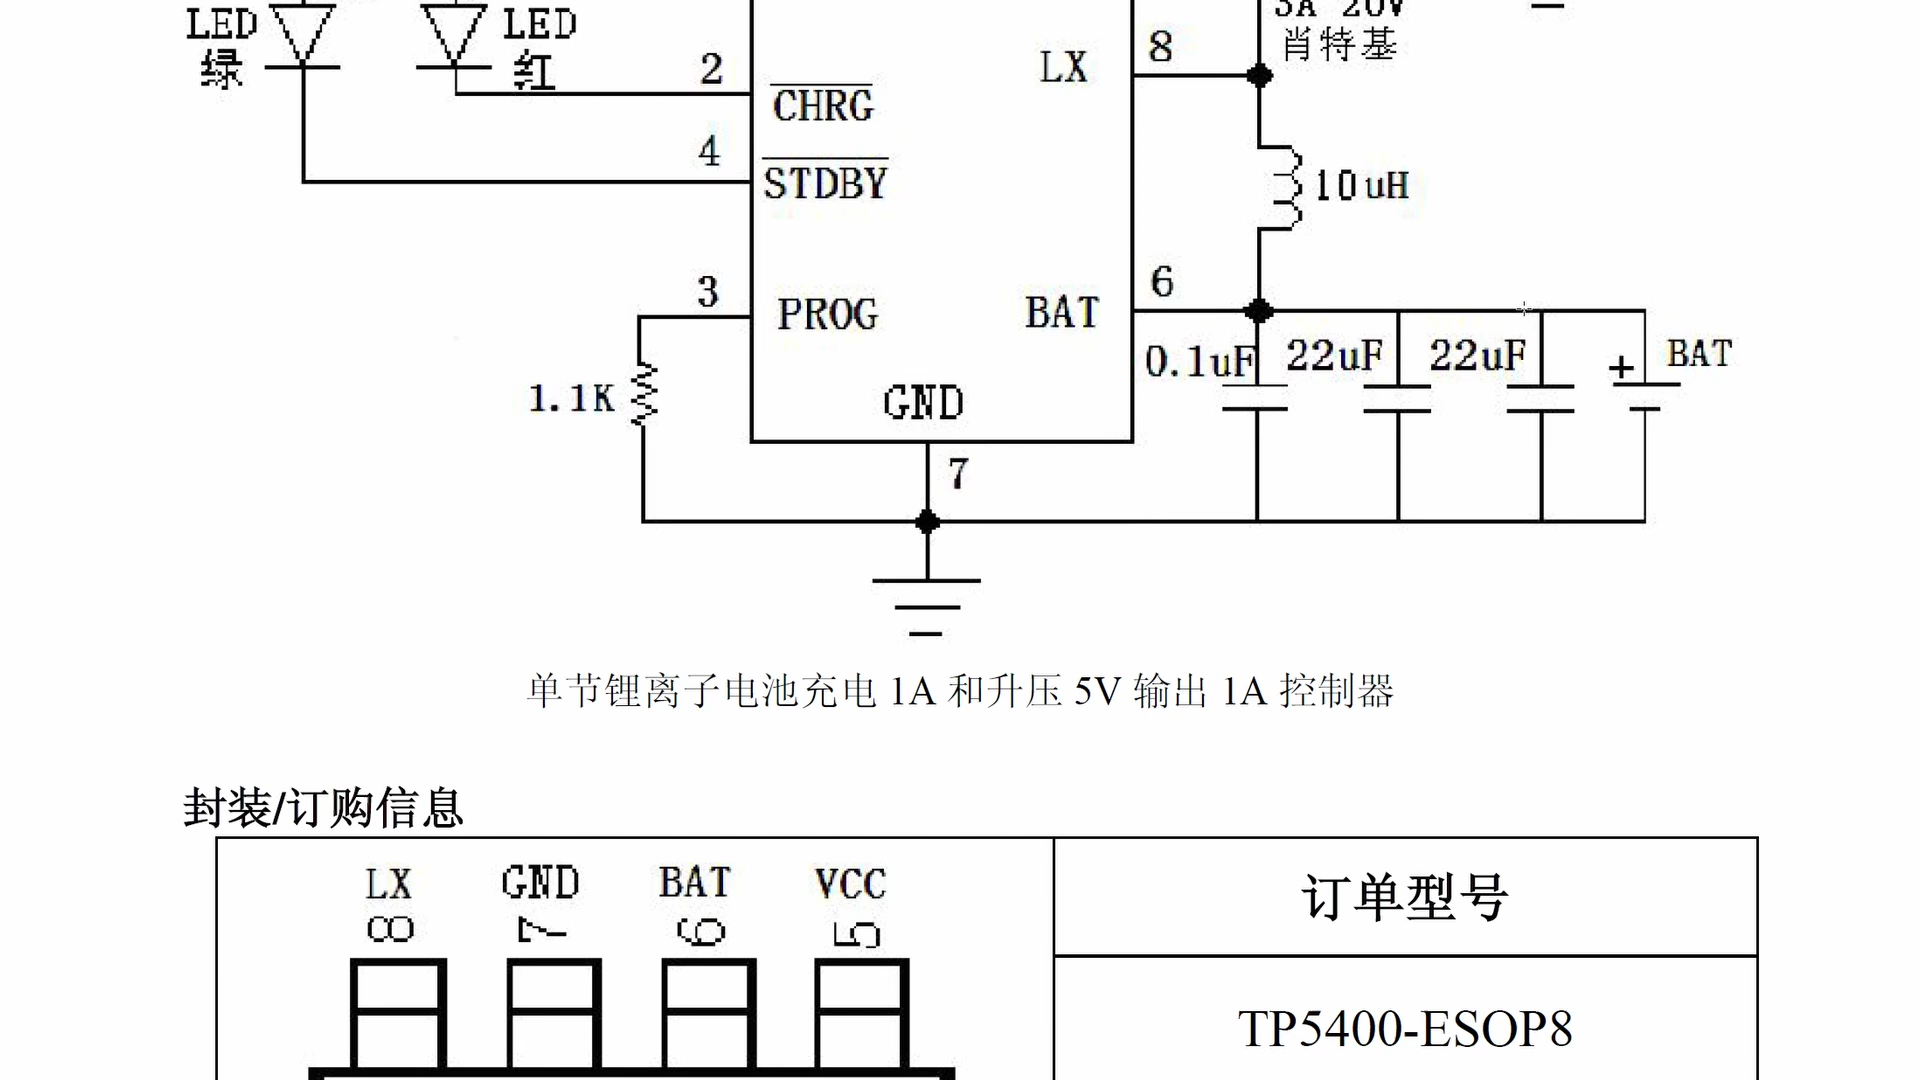 3A 20V
LED
LED
肖特基
绿
红
2
LX
8
CHRG
4
STDBY
10uH
3
PROG
BAT
6
1.1K
GND
0.1uF
22uF
22uF
+
BAT
7
单节锂离子电池充电 1A 和升压 5V 输出 1A 控制器
封装/订购信息
LX
GND
BAT
VCC
8
7
6
5
订单型号
TP5400-ESOP8